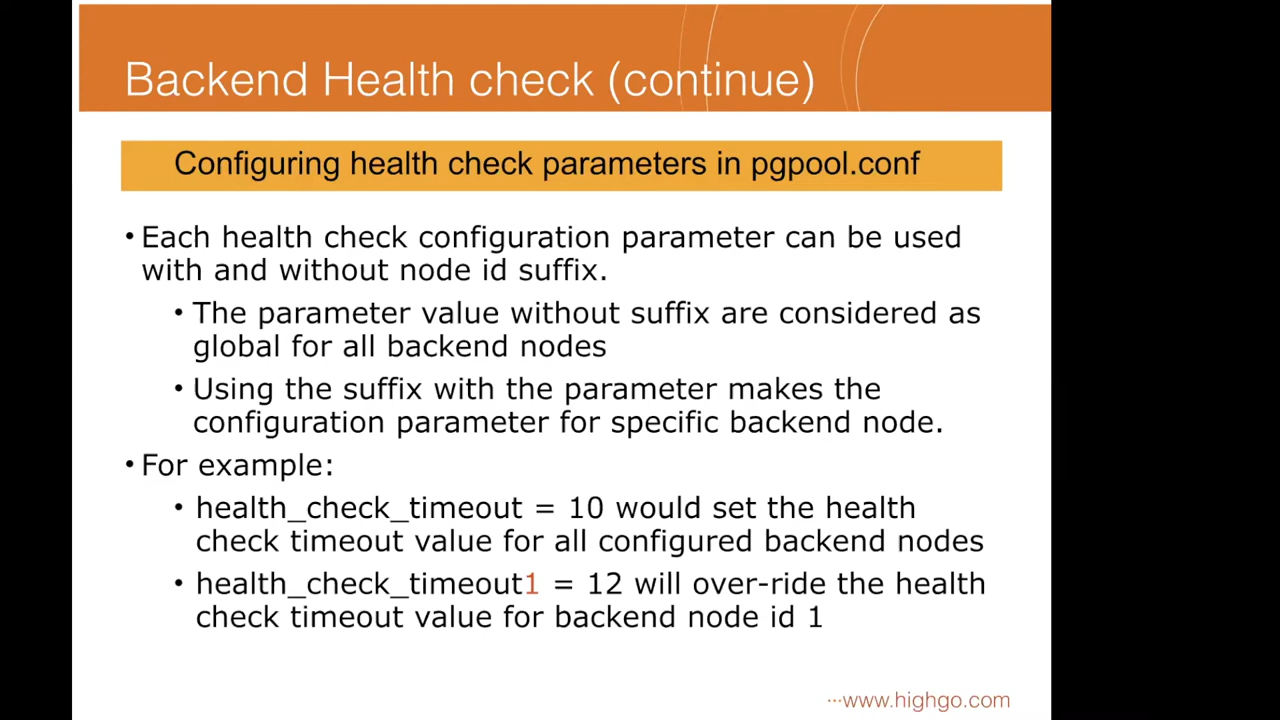 Backend Health check (continue)
Configuring health check parameters in pgpool.conf
• Each health check configuration parameter can be used
with and without node id suffix.
• The parameter value without suffix are considered as
global for all backend nodes
• Using the suffix with the parameter makes the
configuration parameter for specific backend node.
• For example:
• health_check_timeout = 10 would set the health
check timeout value for all configured backend nodes
• health_check_timeout1 = 12 will over-ride the health
check timeout value for backend node id 1
···www.highgo.com